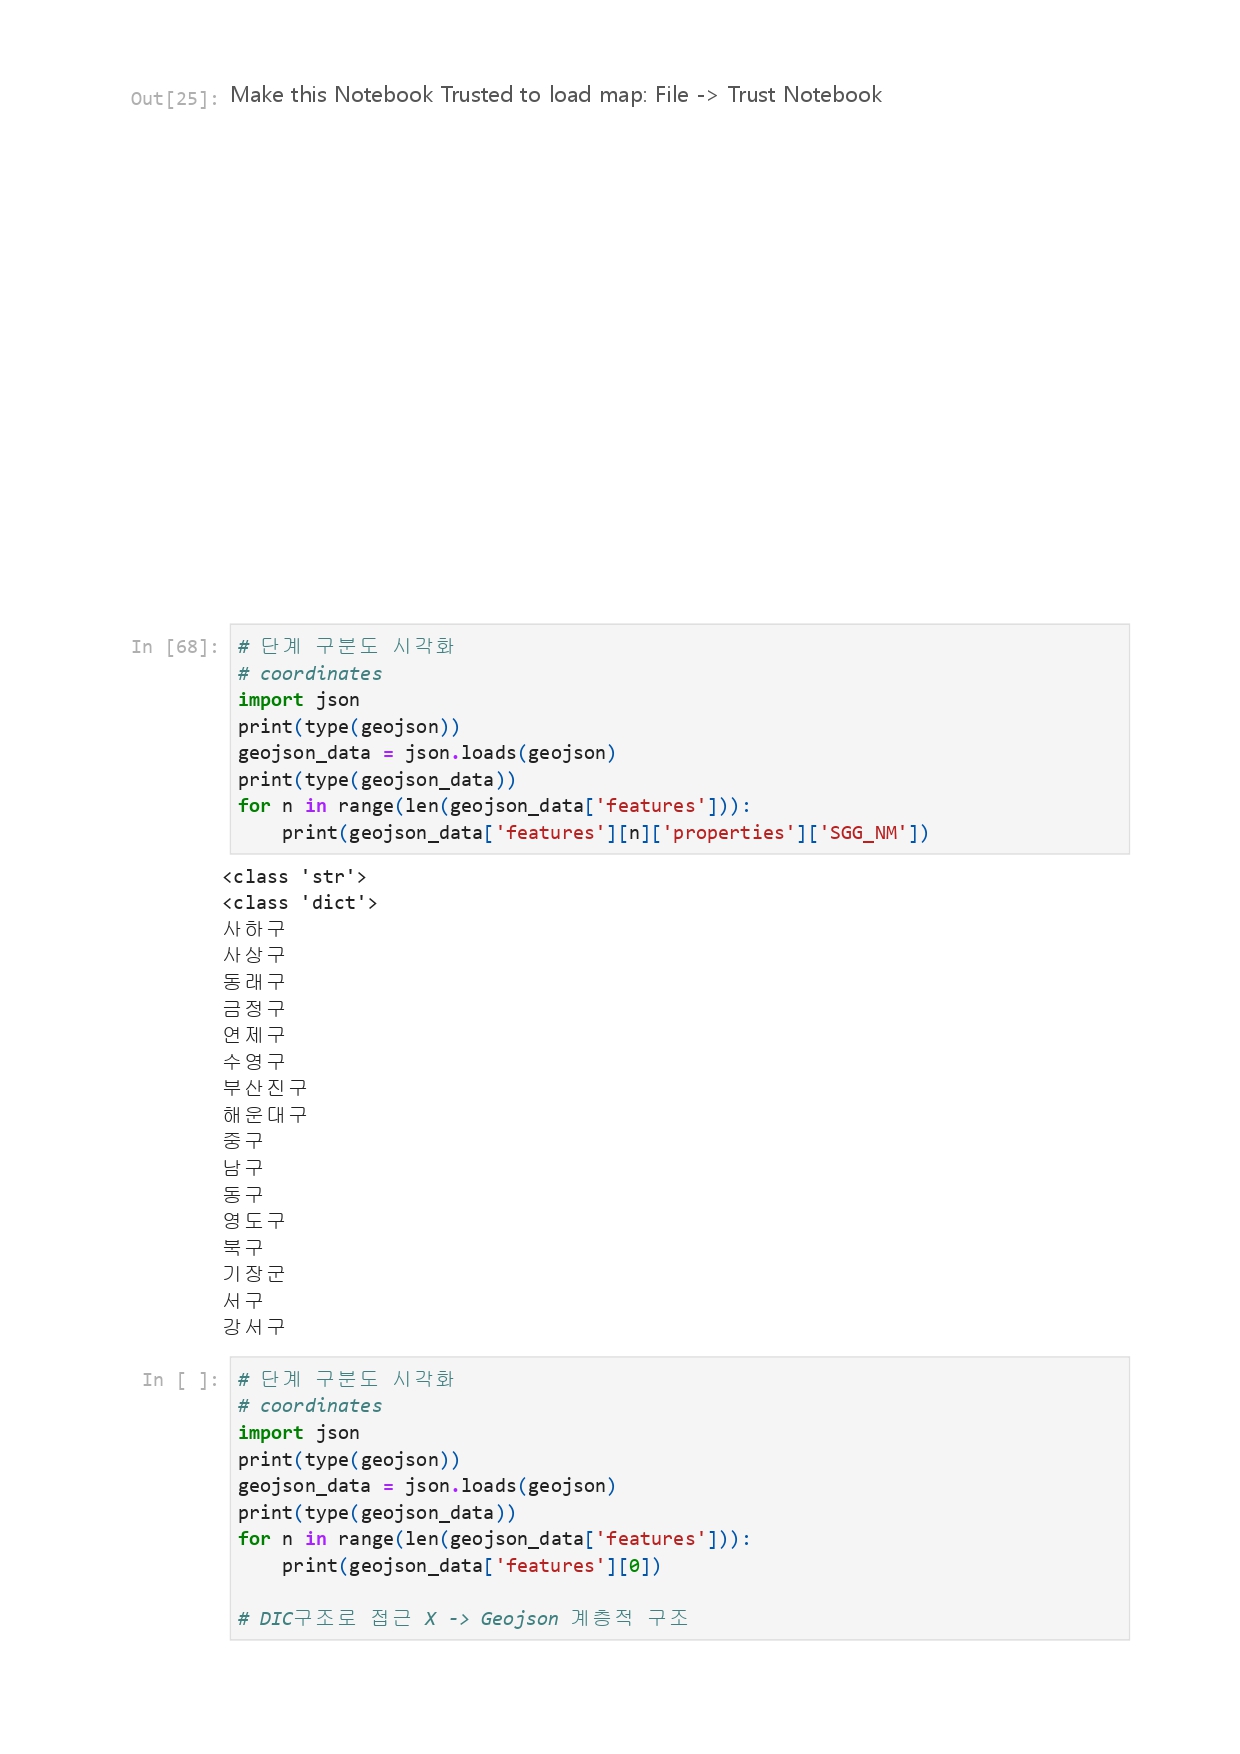 Out[25]: Make this Notebook Trusted to load map: File -> Trust Notebook
In [68]: # 단계 구분도 시각화
# coordinates
import json
print(type(geojson))
geojson_data = json.loads(geojson)
print(type(geojson_data))
for n in range(len(geojson_data['features'])):
    print(geojson_data['features'][n]['properties']['SGG_NM'])
<class 'str'>
<class 'dict'>
사하구
사상구
동래구
금정구
연제구
수영구
부산진구
해운대구
중구
남구
동구
영도구
북구
기장군
서구
강서구
In [ ]: # 단계 구분도 시각화
# coordinates
import json
print(type(geojson))
geojson_data = json.loads(geojson)
print(type(geojson_data))
for n in range(len(geojson_data['features'])):
    print(geojson_data['features'][0])
# DIC구조로 접근 X -> Geojson 계층적 구조